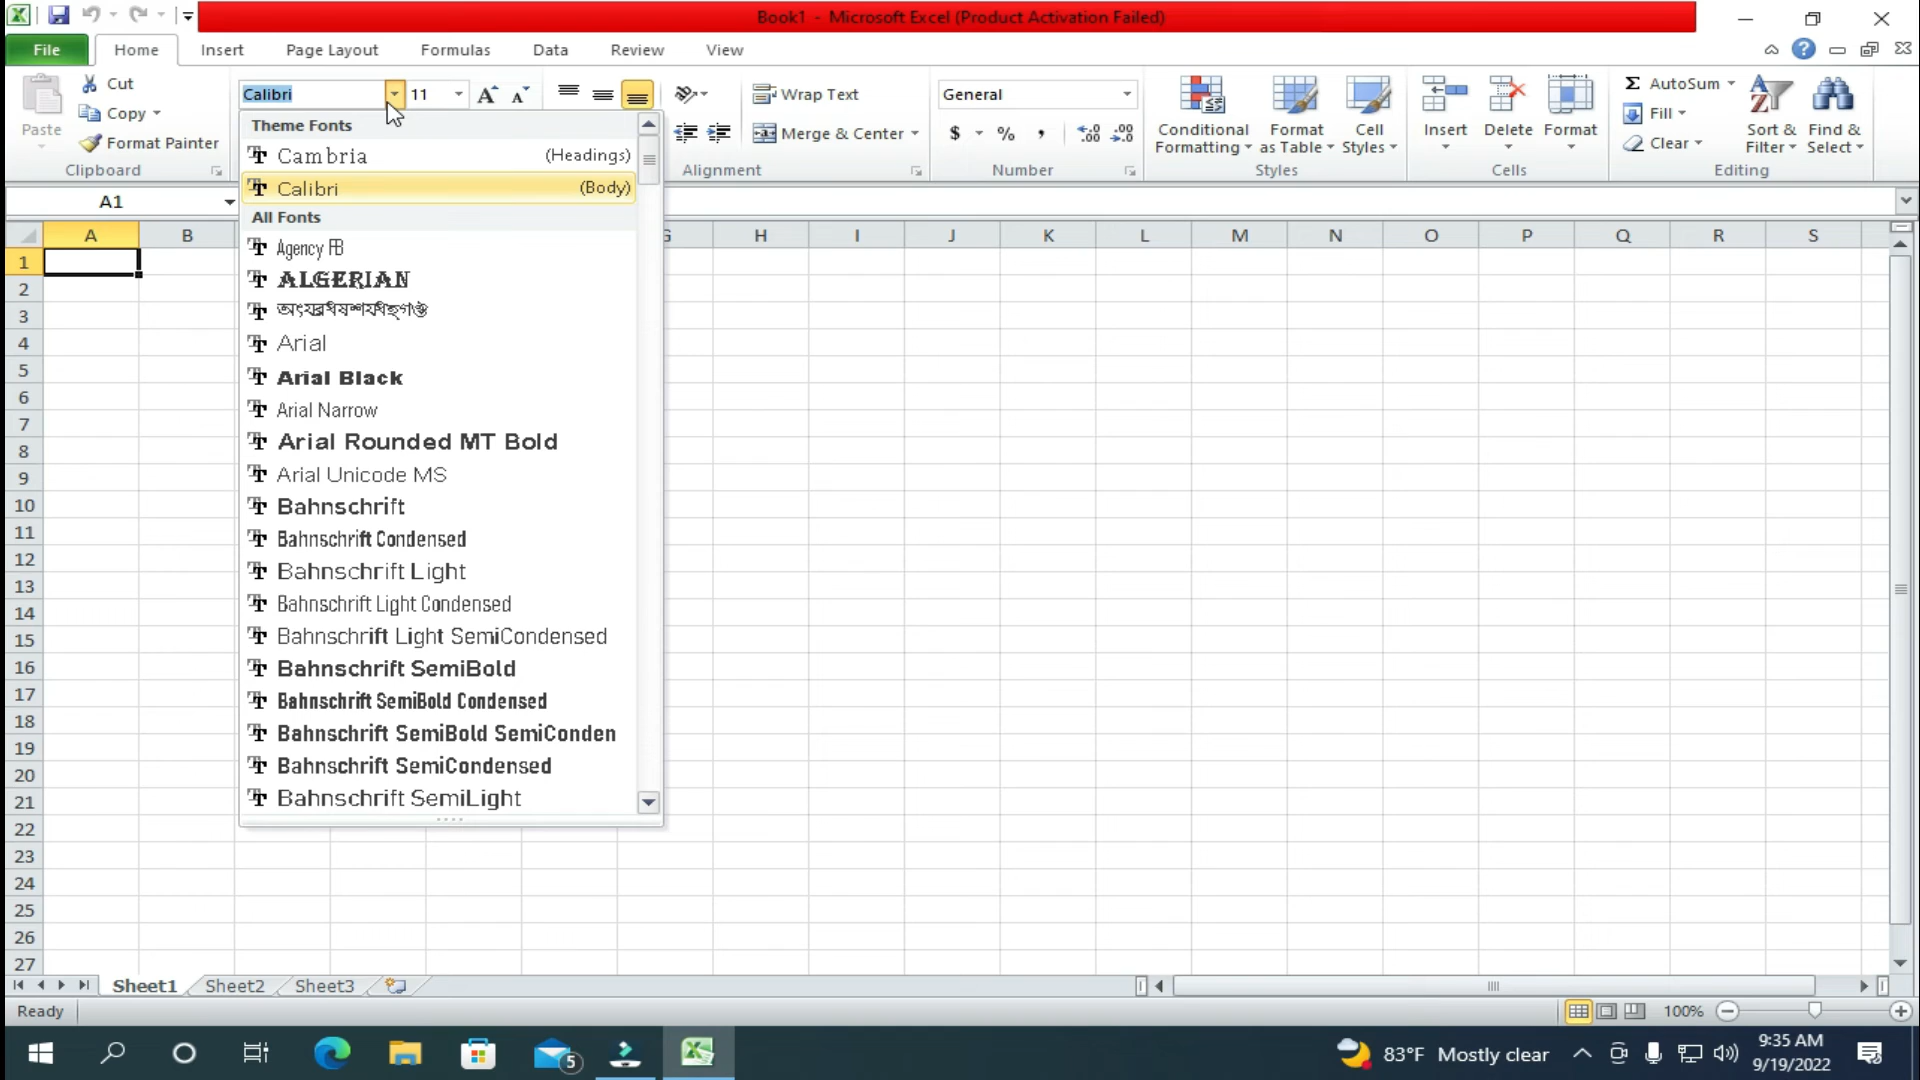 Book1 - Microsoft Excel (Product Activation Failed)
File Home Insert Page Layout Formulas Data Review View
Paste
Cut
Copy
Format Painter
Clipboard
Calibri 11
Wrap Text
Merge & Center
Alignment
General
$ % ,
Number
Conditional Formatting
Format as Table
Cell Styles
Styles
Insert
Delete
Format
Cells
Σ AutoSum
Fill
Clear
Sort & Filter
Find & Select
Editing
A1
Theme Fonts
Cambria (Headings)
Calibri (Body)
All Fonts
Agency FB
ALGERIAN
Arial
Arial Black
Arial Narrow
Arial Rounded MT Bold
Arial Unicode MS
Bahnschrift
Bahnschrift Condensed
Bahnschrift Light
Bahnschrift Light Condensed
Bahnschrift Light SemiCondensed
Bahnschrift SemiBold
Bahnschrift SemiBold Condensed
Bahnschrift SemiBold SemiConden
Bahnschrift SemiCondensed
Bahnschrift SemiLight
A B G H I J K L M N O P Q R S
1
2
3
4
5
6
7
8
9
10
11
12
13
14
15
16
17
18
19
20
21
22
23
24
25
26
27
Sheet1 Sheet2 Sheet3
Ready
100%
5
83°F Mostly clear
9:35 AM
9/19/2022